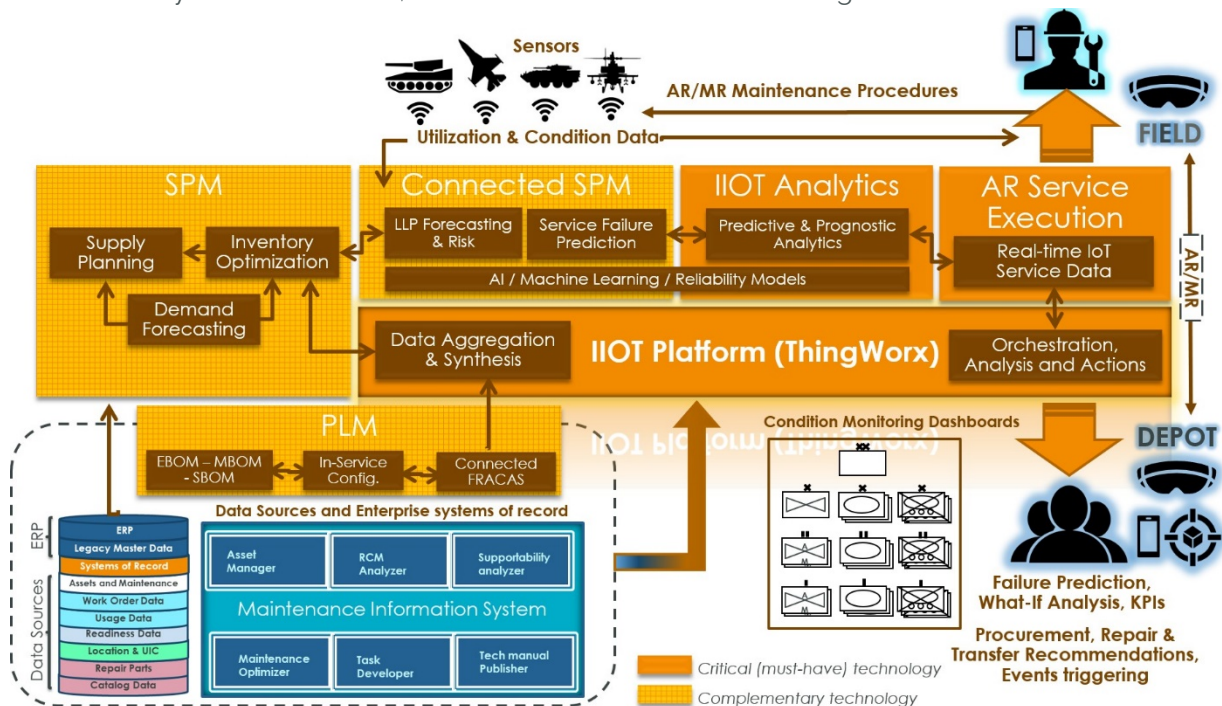 Sensors
AR/MR Maintenance Procedures
Utilization & Condition Data
FIELD
SPM
Supply
Planning
Inventory
Optimization
Demand
Forecasting
Connected SPM
LLP Forecasting
& Risk
Service Failure
Prediction
IIOT Analytics
Predictive & Prognostic
Analytics
AI / Machine Learning / Reliability Models
AR Service
Execution
Real-time IoT
Service Data
AR/MR
Data Aggregation
& Synthesis
IIOT Platform (ThingWorx)
Orchestration,
Analysis and Actions
IIOT Platform (ThingWorx)
PLM
EBOM – MBOM
- SBOM
In-Service
Config.
Connected
FRACAS
Condition Monitoring Dashboards
DEPOT
Data Sources and Enterprise systems of record
ERP
Data Sources
ERP
Legacy Master Data
Systems of Record
Assets and Maintenance
Work Order Data
Usage Data
Readiness Data
Location & UIC
Repair Parts
Catalog Data
Asset
Manager
RCM
Analyzer
Supportability
analyzer
Maintenance Information System
Maintenance
Optimizer
Task
Developer
Tech manual
Publisher
Failure Prediction,
What-If Analysis, KPIs
Procurement, Repair &
Transfer Recommendations,
Events triggering
Critical (must-have) technology
Complementary technology